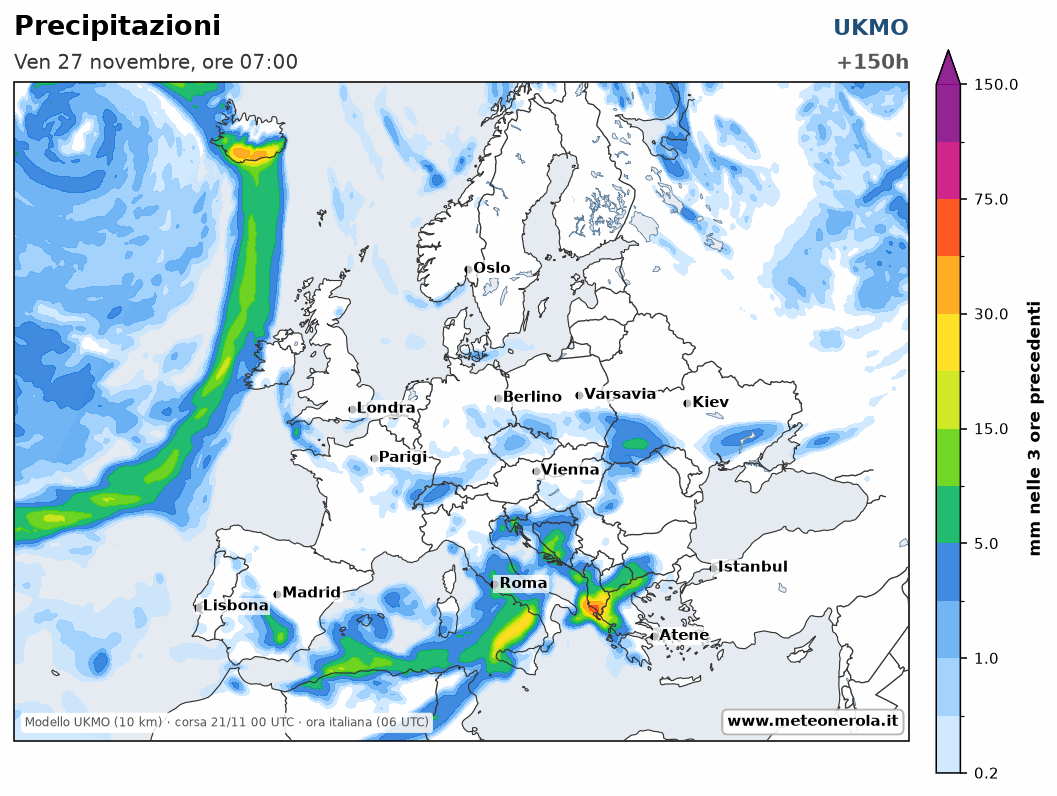 Precipitazioni
UKMO
Ven 27 novembre, ore 07:00
+150h
150.0
75.0
30.0
15.0
5.0
1.0
0.2
mm nelle 3 ore precedenti
Oslo
Berlino
Varsavia
Kiev
Londra
Parigi
Vienna
Istanbul
Roma
Madrid
Lisbona
Atene
Modello UKMO (10 km) · corsa 21/11 00 UTC · ora italiana (06 UTC)
www.meteonerola.it